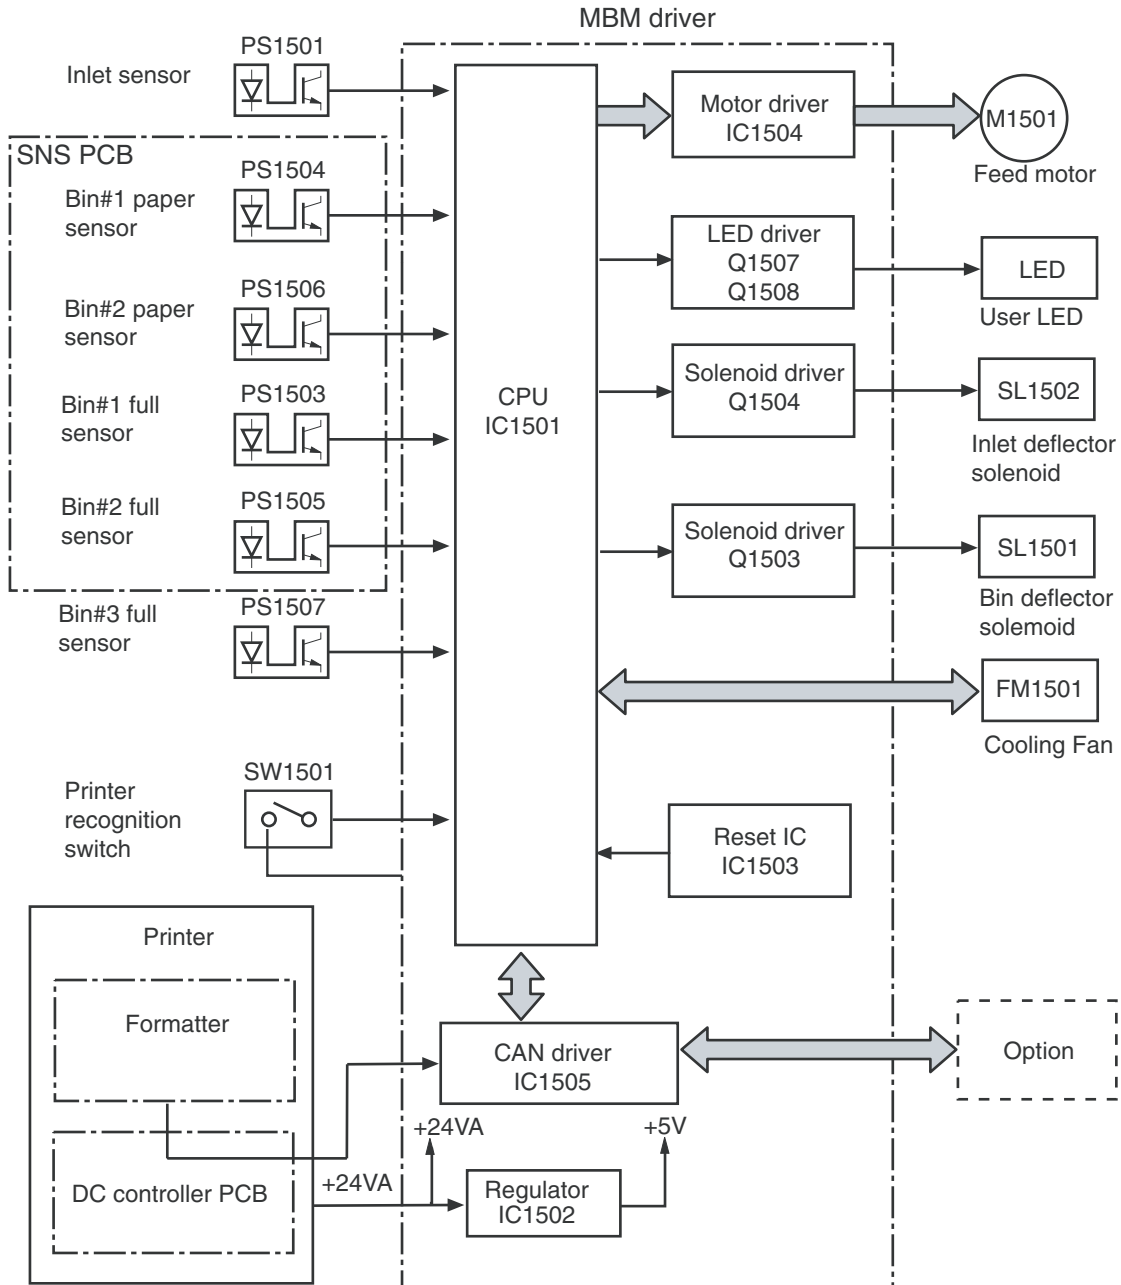 MBM driver
PS1501
Inlet sensor
SNS PCB
PS1504
Bin#1 paper
sensor
PS1506
Bin#2 paper
sensor
PS1503
Bin#1 full
sensor
PS1505
Bin#2 full
sensor
PS1507
Bin#3 full
sensor
SW1501
Printer
recognition
switch
CPU
IC1501
Motor driver
IC1504
M1501
Feed motor
LED driver
Q1507
Q1508
LED
User LED
Solenoid driver
Q1504
SL1502
Inlet deflector
solenoid
Solenoid driver
Q1503
SL1501
Bin deflector
solemoid
FM1501
Cooling Fan
Reset IC
IC1503
Printer
Formatter
DC controller PCB
CAN driver
IC1505
Option
+24VA
+5V
+24VA
Regulator
IC1502